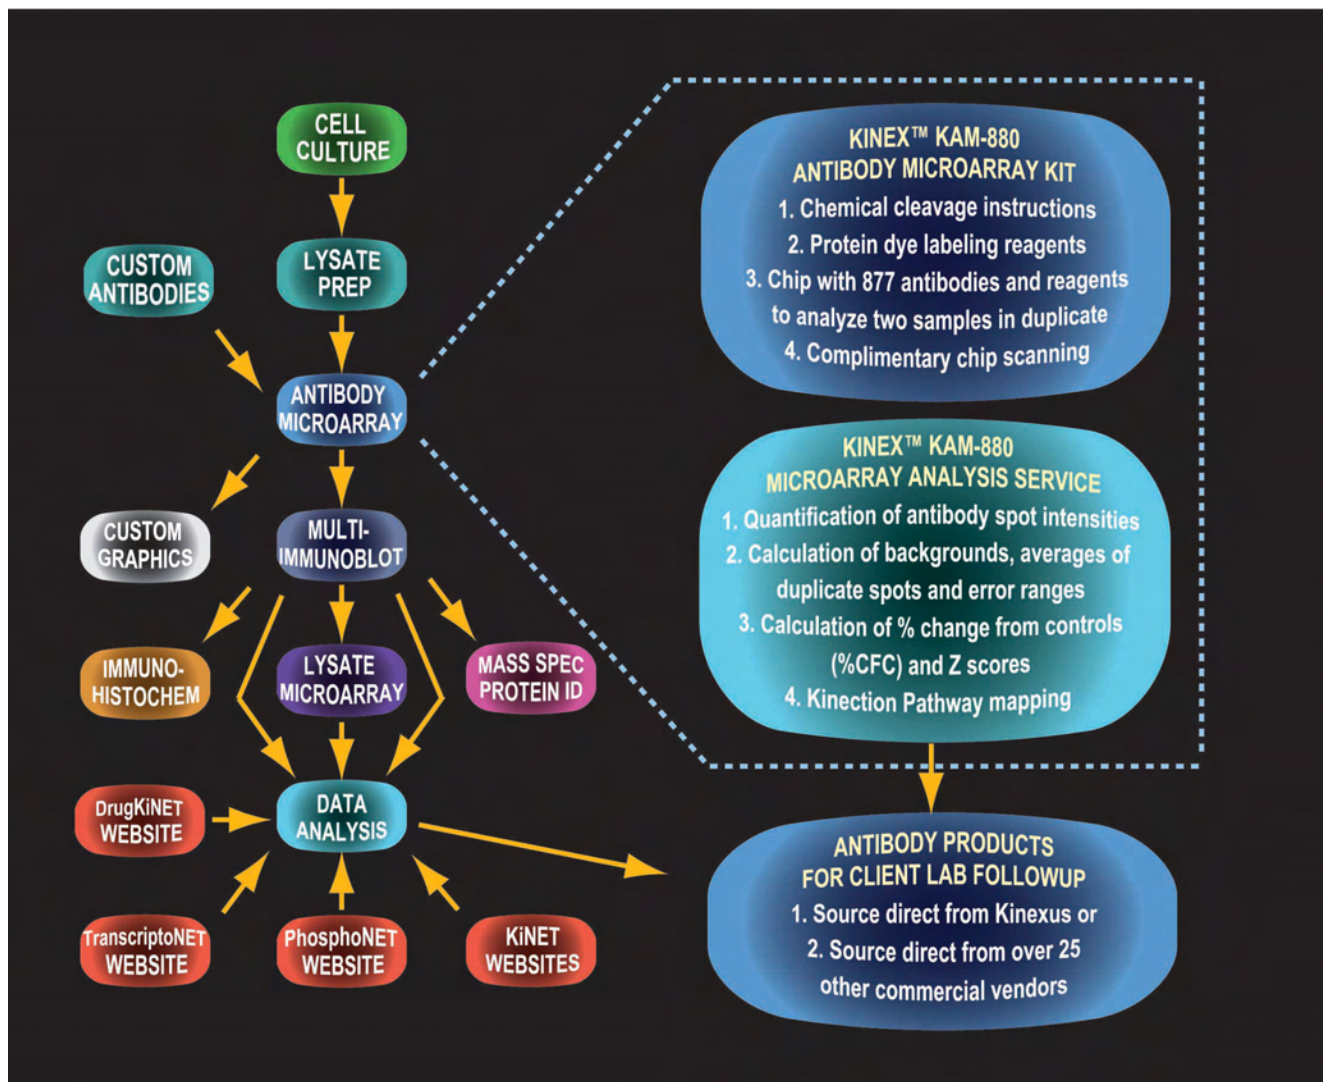 CELL
CULTURE
CUSTOM
ANTIBODIES
LYSATE
PREP
ANTIBODY
MICROARRAY
CUSTOM
GRAPHICS
MULTI-
IMMUNOBLOT
IMMUNO-
HISTOCHEM
LYSATE
MICROARRAY
MASS SPEC
PROTEIN ID
DrugKiNET
WEBSITE
DATA
ANALYSIS
TranscriptoNET
WEBSITE
PhosphoNET
WEBSITE
KiNET
WEBSITES
KINEX™ KAM-880
ANTIBODY MICROARRAY KIT
1. Chemical cleavage instructions
2. Protein dye labeling reagents
3. Chip with 877 antibodies and reagents
to analyze two samples in duplicate
4. Complimentary chip scanning
KINEX™ KAM-880
MICROARRAY ANALYSIS SERVICE
1. Quantification of antibody spot intensities
2. Calculation of backgrounds, averages of
duplicate spots and error ranges
3. Calculation of % change from controls
(%CFC) and Z scores
4. Kinection Pathway mapping
ANTIBODY PRODUCTS
FOR CLIENT LAB FOLLOWUP
1. Source direct from Kinexus or
2. Source direct from over 25
other commercial vendors